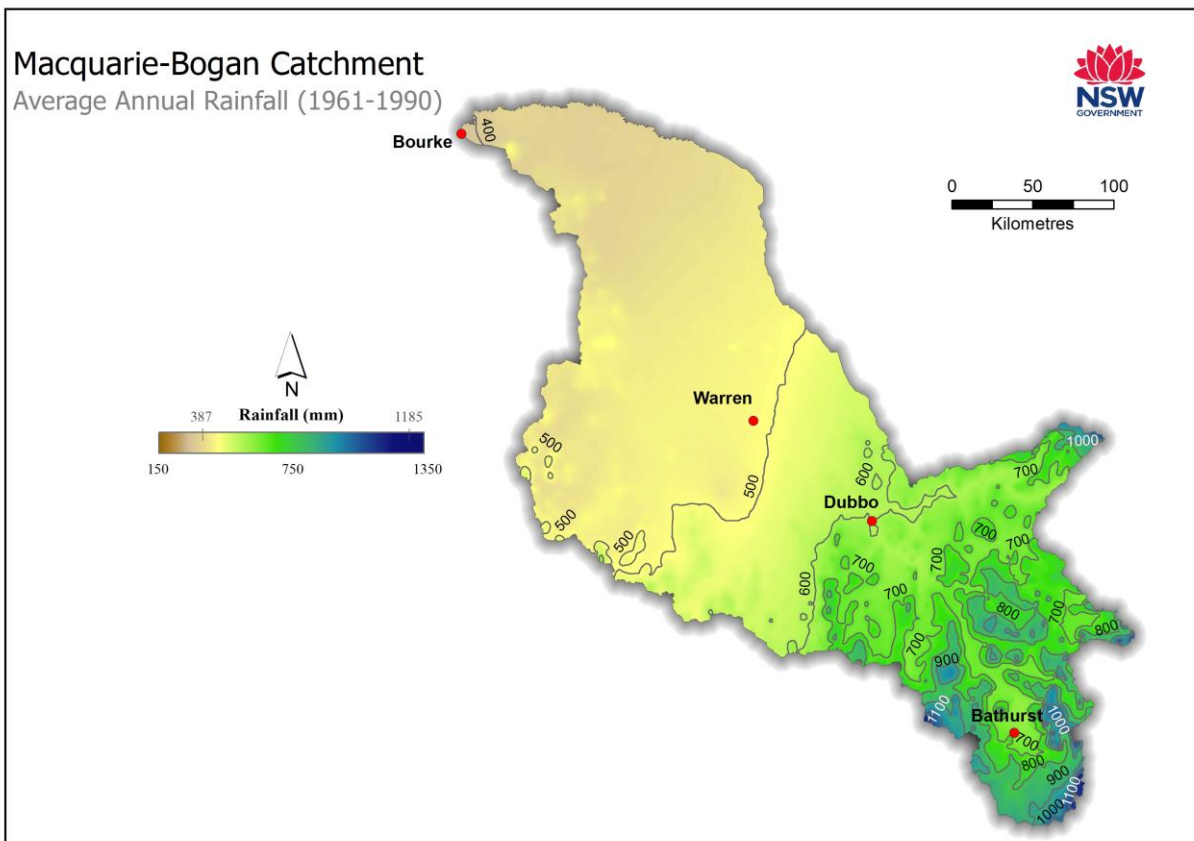 Macquarie-Bogan Catchment
Average Annual Rainfall (1961-1990)
NSW
GOVERNMENT
400
Bourke
0 50 100
Kilometres
N
387 Rainfall (mm) 1185
150 750 1350
Warren
500
500
500
500
600
Dubbo
1000
700
700
700
700
700
700
600
800
700
800
700
900
1100
Bathurst
1000
700
800
900
1000
1100